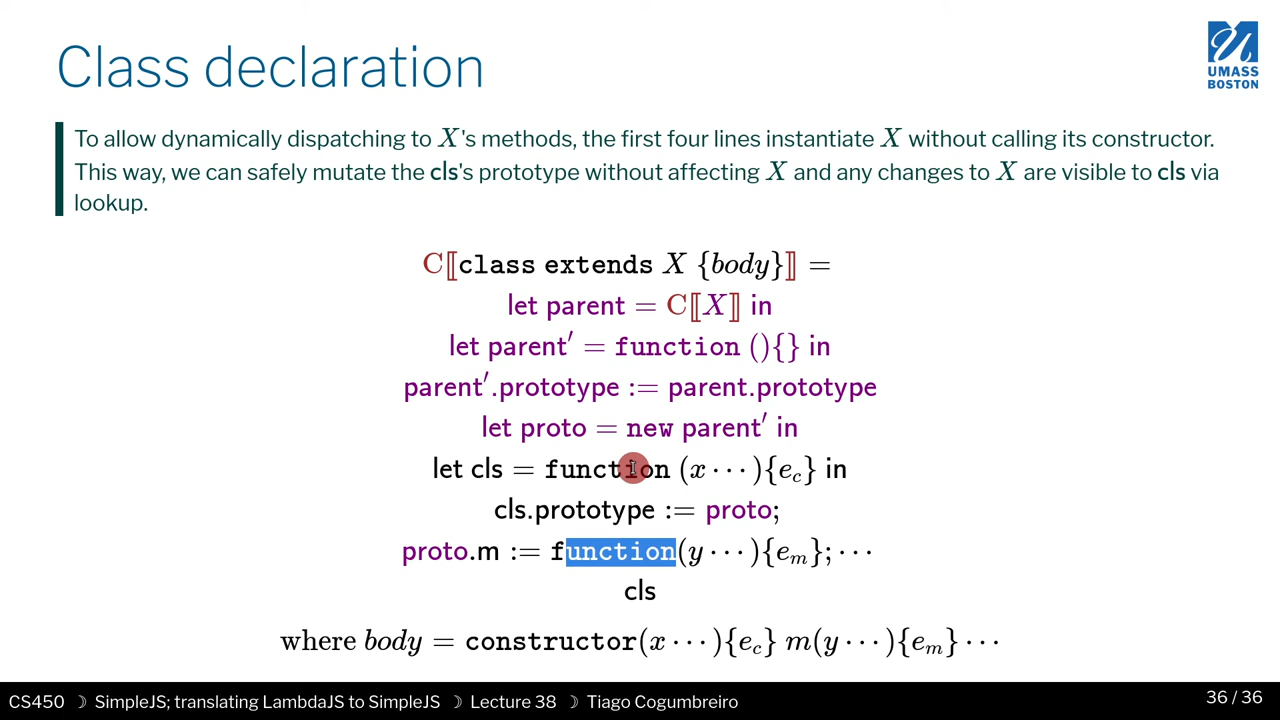 Class declaration
UMASS
BOSTON
To allow dynamically dispatching to X's methods, the first four lines instantiate X without calling its constructor.
This way, we can safely mutate the cls's prototype without affecting X and any changes to X are visible to cls via
lookup.
C⟦class extends X {body}⟧ =
let parent = C⟦X⟧ in
let parent′ = function (){} in
parent′.prototype := parent.prototype
let proto = new parent′ in
let cls = function (x ⋯){e_c} in
cls.prototype := proto;
proto.m := function(y ⋯){e_m}; ⋯
cls
where body = constructor(x ⋯){e_c} m(y ⋯){e_m} ⋯
CS450 ☽ SimpleJS; translating LambdaJS to SimpleJS ☽ Lecture 38 ☽ Tiago Cogumbreiro
36 / 36